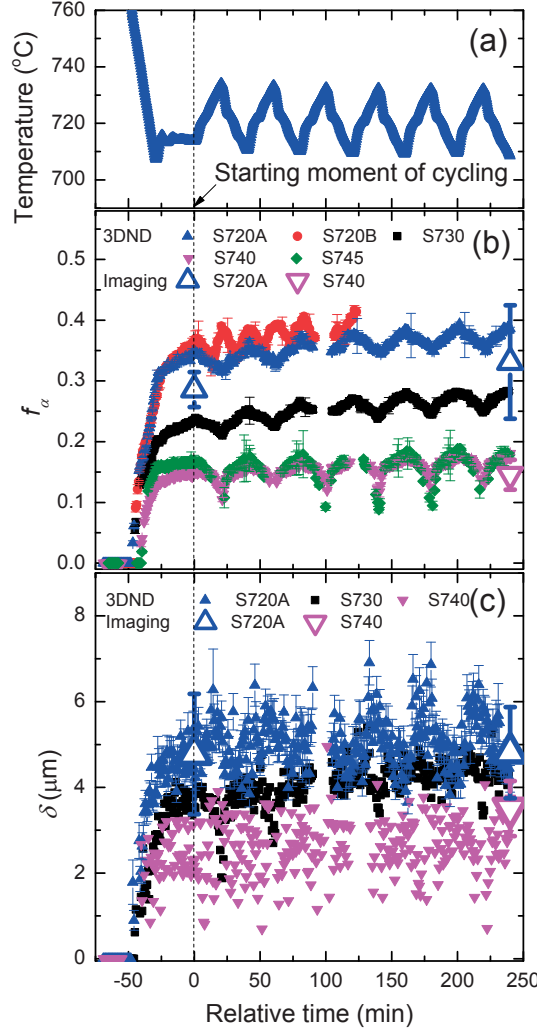 760
740
720
700
Temperature (°C)
(a)
Starting moment of cycling
3DND S720A S720B S730
(b)
S740 S745
Imaging S720A S740
0.5
0.4
0.3
0.2
0.1
0.0
fα
3DND S720A S730 S740
(c)
Imaging S720A S740
8
6
4
2
0
δ (μm)
-50 0 50 100 150 200 250
Relative time (min)